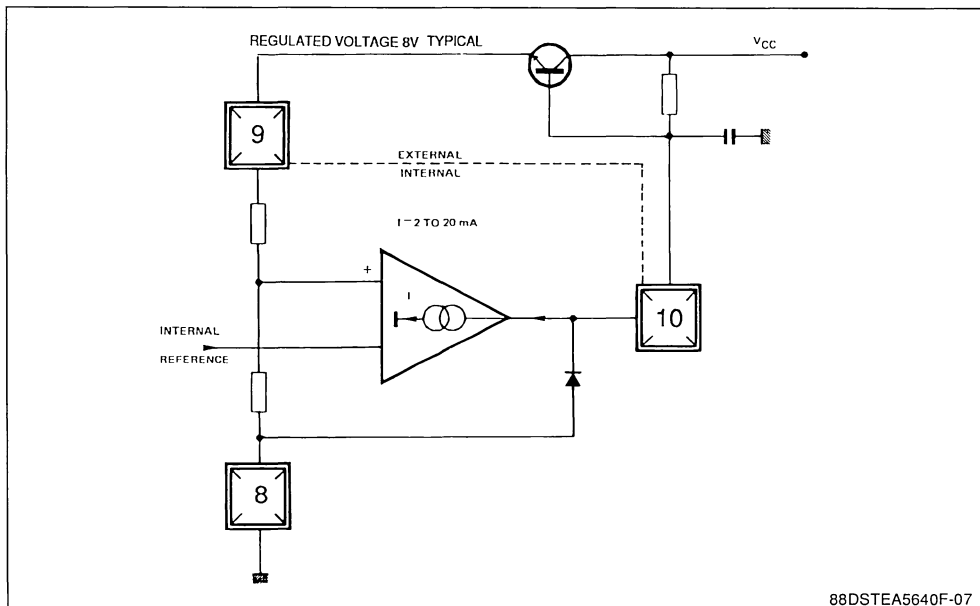 REGULATED VOLTAGE 8V TYPICAL
VCC
9
EXTERNAL
INTERNAL
I = 2 TO 20 mA
+
I
INTERNAL
REFERENCE
10
8
88DSTEA5640F-07